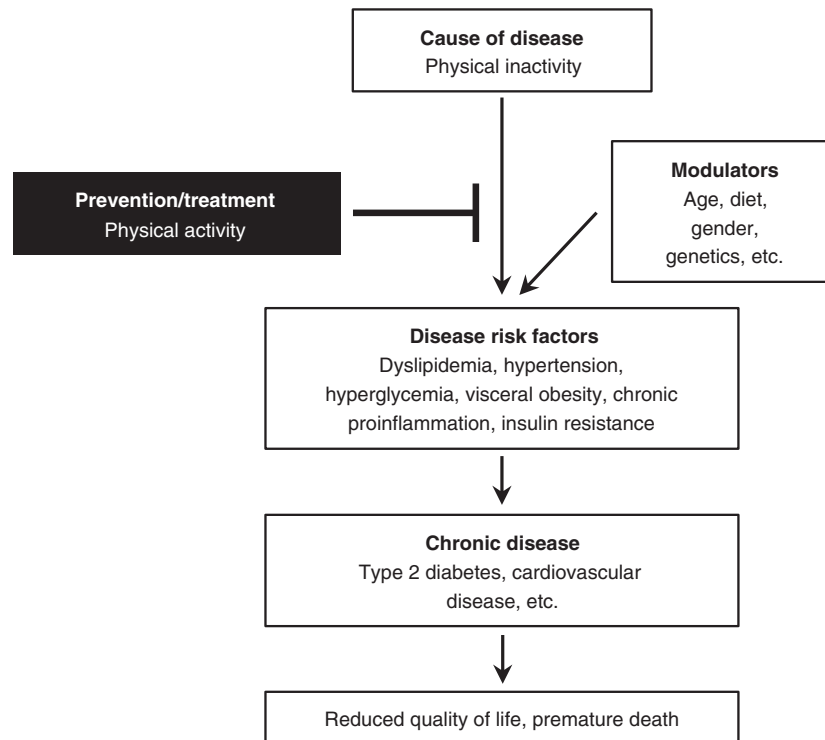 Cause of disease
Physical inactivity
Prevention/treatment
Physical activity
Modulators
Age, diet,
gender,
genetics, etc.
Disease risk factors
Dyslipidemia, hypertension,
hyperglycemia, visceral obesity, chronic
proinflammation, insulin resistance
Chronic disease
Type 2 diabetes, cardiovascular
disease, etc.
Reduced quality of life, premature death